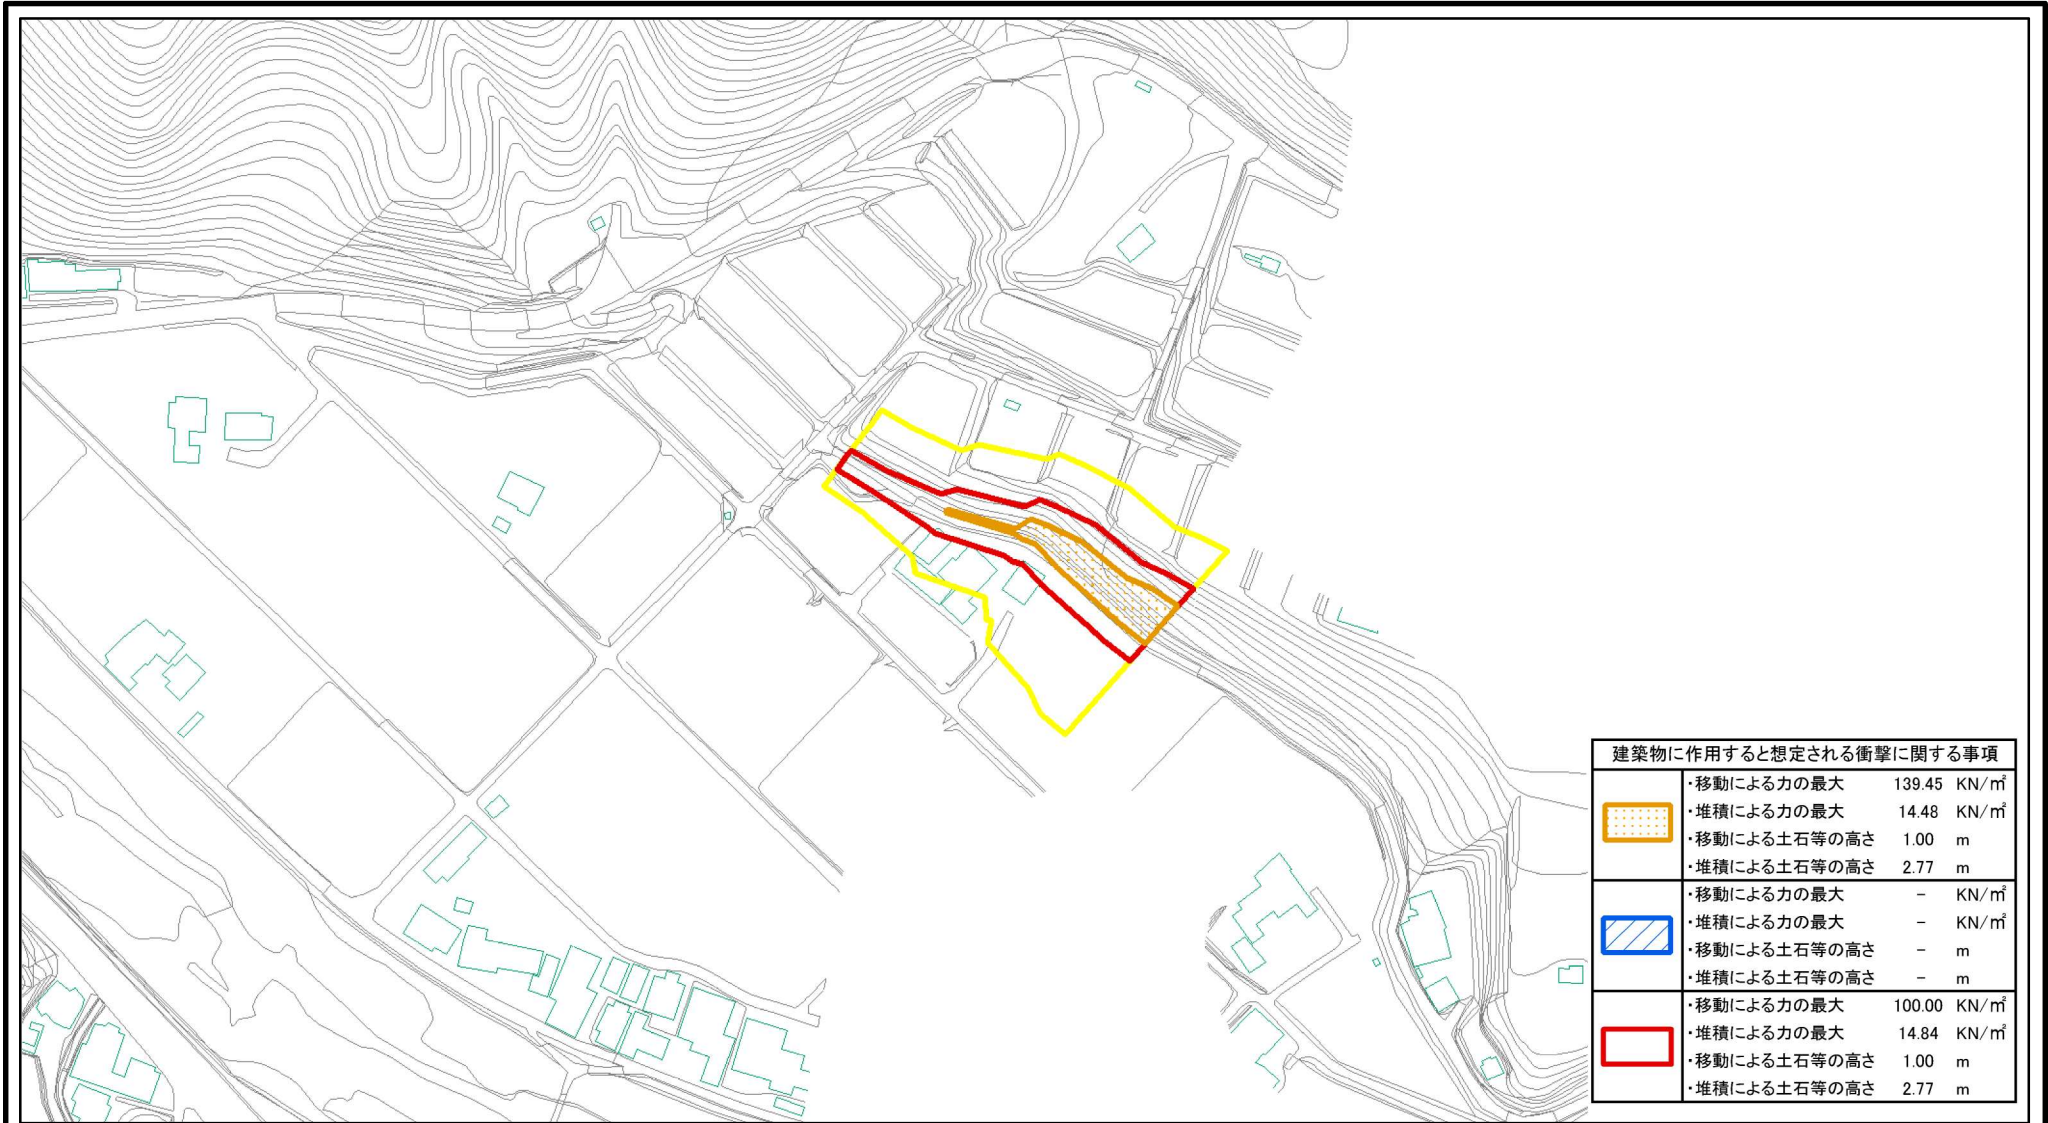 建築物に作用すると想定される衝撃に関する事項
・移動による力の最大 139.45 KN/㎡
・堆積による力の最大 14.48 KN/㎡
・移動による土石等の高さ 1.00 m
・堆積による土石等の高さ 2.77 m
・移動による力の最大 - KN/㎡
・堆積による力の最大 - KN/㎡
・移動による土石等の高さ - m
・堆積による土石等の高さ - m
・移動による力の最大 100.00 KN/㎡
・堆積による力の最大 14.84 KN/㎡
・移動による土石等の高さ 1.00 m
・堆積による土石等の高さ 2.77 m